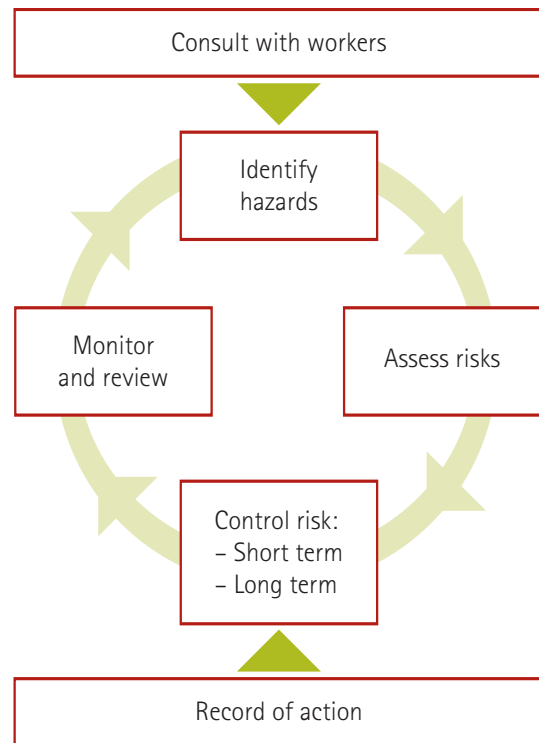 Consult with workers
Identify
hazards
Assess risks
Control risk:
– Short term
– Long term
Monitor
and review
Record of action